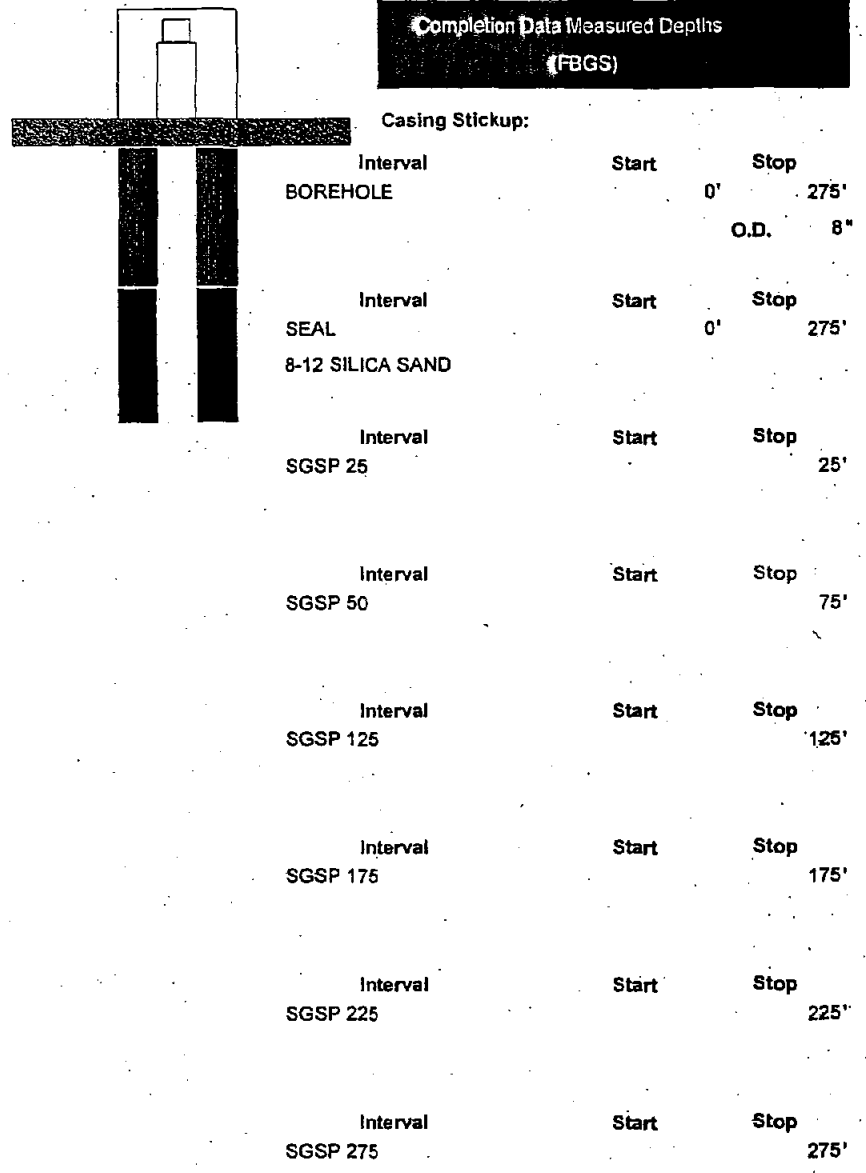 Completion Data Measured Depths
(FBGS)
Casing Stickup:
Interval Start Stop
BOREHOLE 0' 275'
O.D. 8"
Interval Start Stop
SEAL 0' 275'
8-12 SILICA SAND
Interval Start Stop
SGSP 25 25'
Interval Start Stop
SGSP 50 75'
Interval Start Stop
SGSP 125 125'
Interval Start Stop
SGSP 175 175'
Interval Start Stop
SGSP 225 225'
Interval Start Stop
SGSP 275 275'